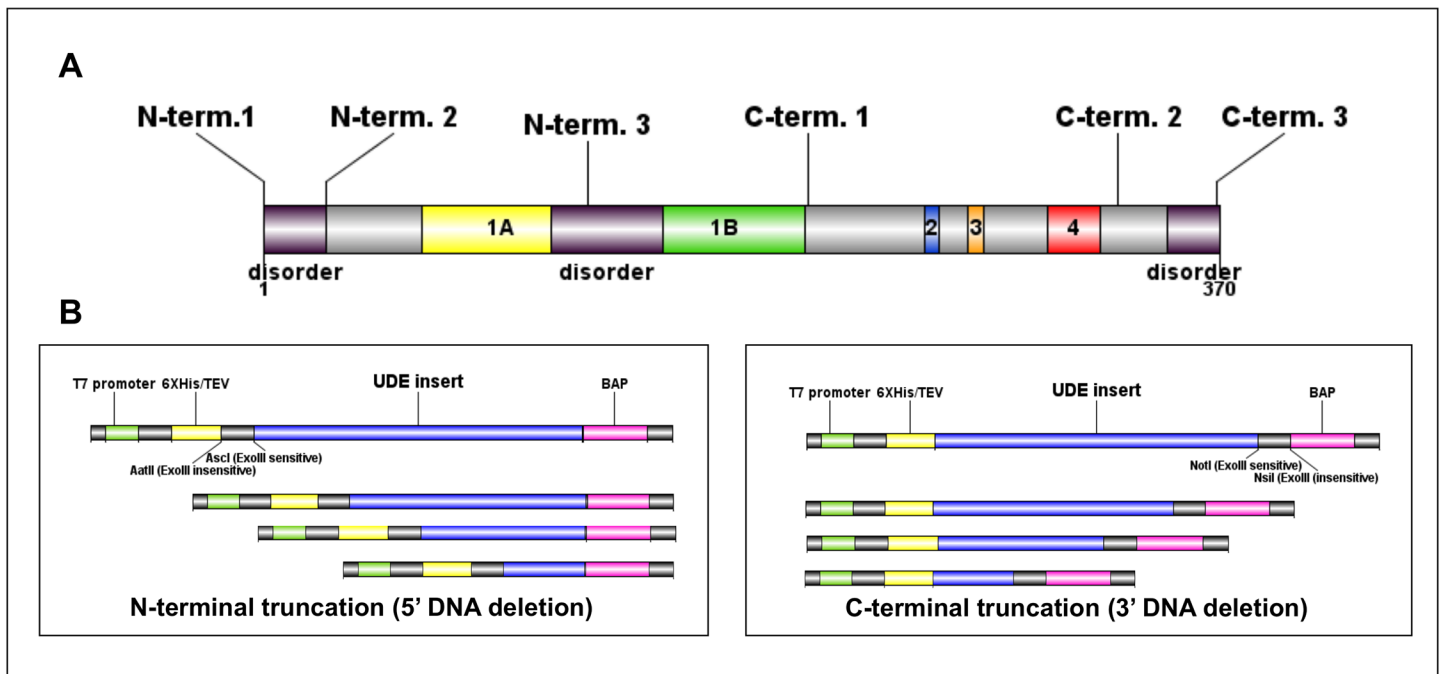 A
N-term.1 N-term. 2 N-term. 3 C-term. 1 C-term. 2 C-term. 3
1A 1B 2 3 4
disorder disorder disorder
1 370
B
T7 promoter 6XHis/TEV UDE insert BAP
AscI (ExoIII sensitive)
AatII (ExoIII insensitive)
N-terminal truncation (5’ DNA deletion)
T7 promoter 6XHis/TEV UDE insert BAP
NotI (ExoIII sensitive)
NsiI (ExoIII (insensitive)
C-terminal truncation (3’ DNA deletion)